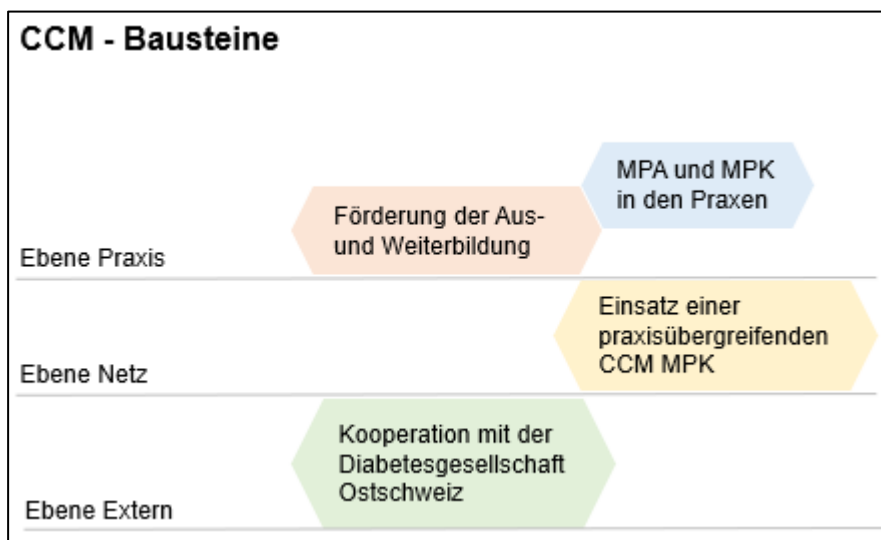 CCM - Bausteine
MPA und MPK
in den Praxen
Förderung der Aus-
und Weiterbildung
Ebene Praxis
Einsatz einer
praxisübergreifenden
CCM MPK
Ebene Netz
Kooperation mit der
Diabetesgesellschaft
Ostschweiz
Ebene Extern